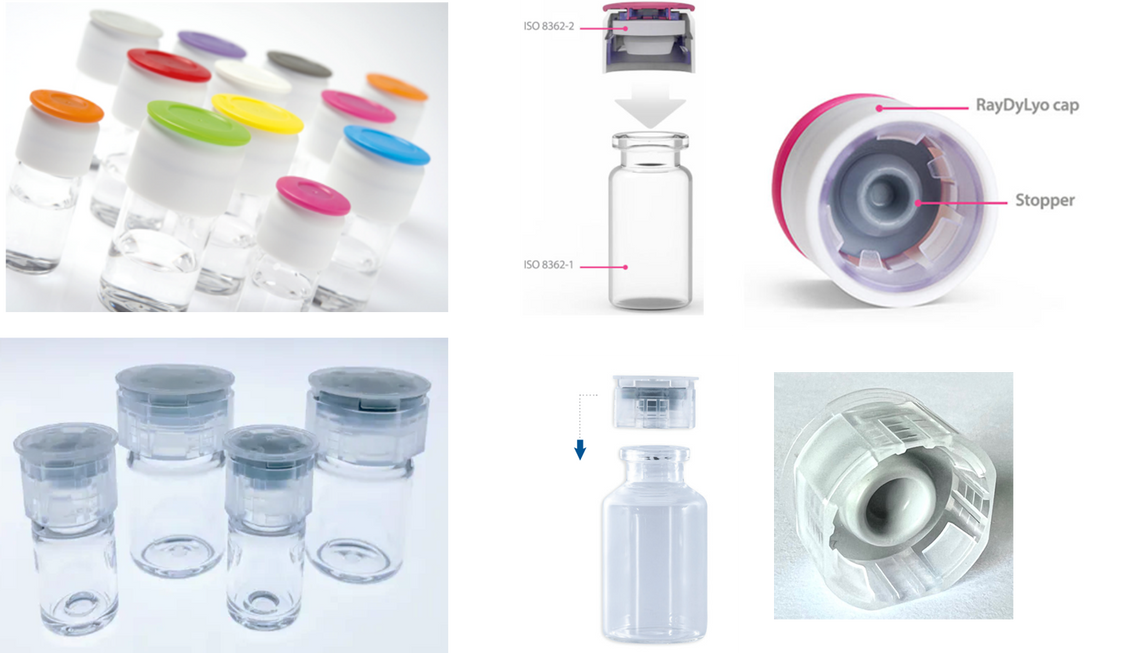 ISO 8362-2
RayDyLyo cap
Stopper
ISO 8362-1